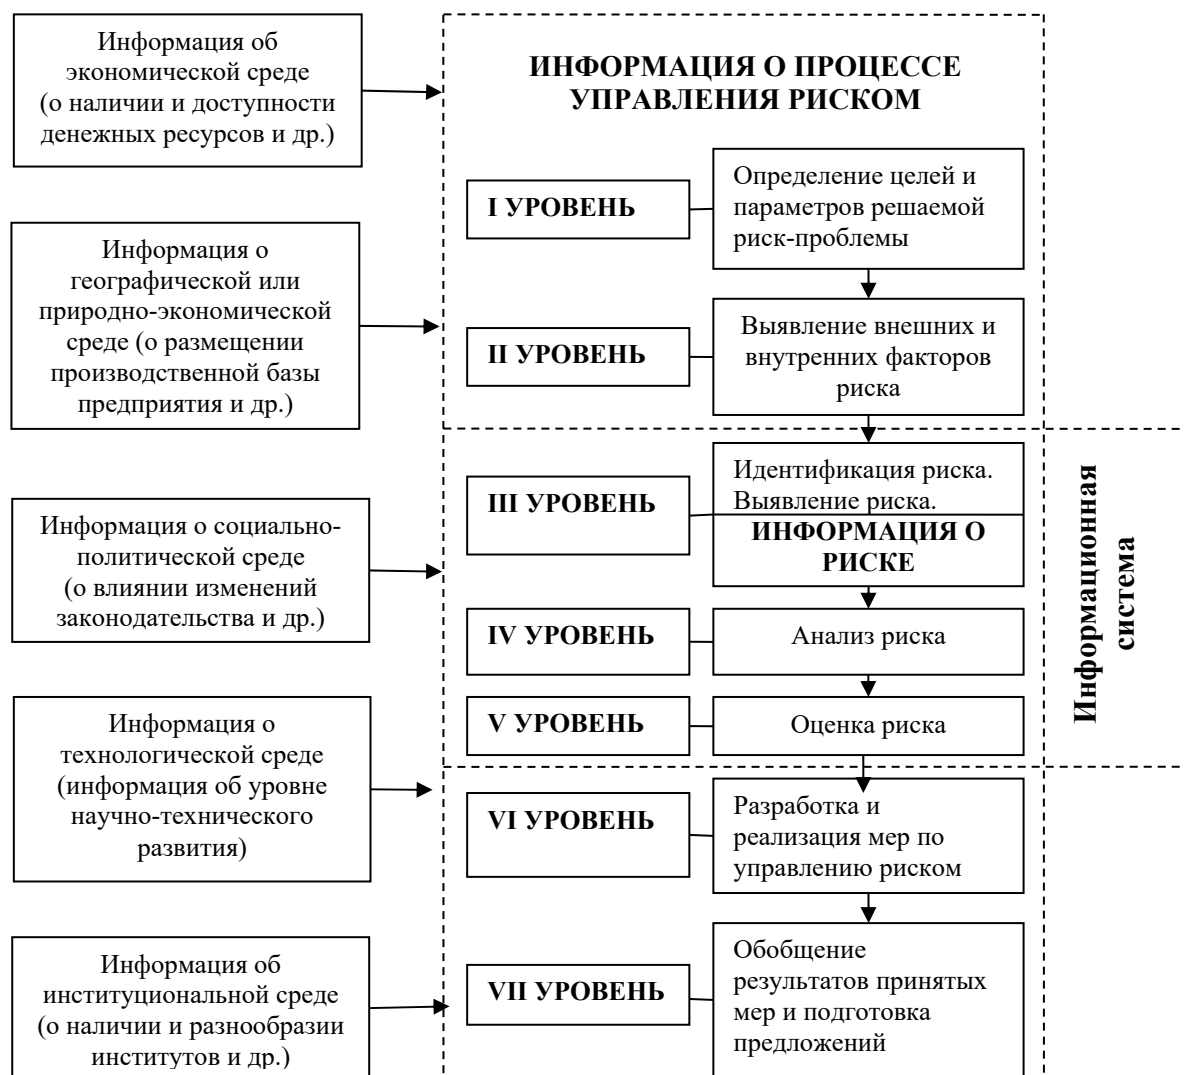 Информация об
экономической среде
(о наличии и доступности
денежных ресурсов и др.)
Информация о
географической или
природно-экономической
среде (о размещении
производственной базы
предприятия и др.)
Информация о социально-
политической среде
(о влиянии изменений
законодательства и др.)
Информация о
технологической среде
(информация об уровне
научно-технического
развития)
Информация об
институциональной среде
(о наличии и разнообразии
институтов и др.)
ИНФОРМАЦИЯ О ПРОЦЕССЕ
УПРАВЛЕНИЯ РИСКОМ
I УРОВЕНЬ
Определение целей и
параметров решаемой
риск-проблемы
II УРОВЕНЬ
Выявление внешних и
внутренних факторов
риска
III УРОВЕНЬ
Идентификация риска.
Выявление риска.
ИНФОРМАЦИЯ О
РИСКЕ
IV УРОВЕНЬ
Анализ риска
V УРОВЕНЬ
Оценка риска
VI УРОВЕНЬ
Разработка и
реализация мер по
управлению риском
VII УРОВЕНЬ
Обобщение
результатов принятых
мер и подготовка
предложений
Информационная
система